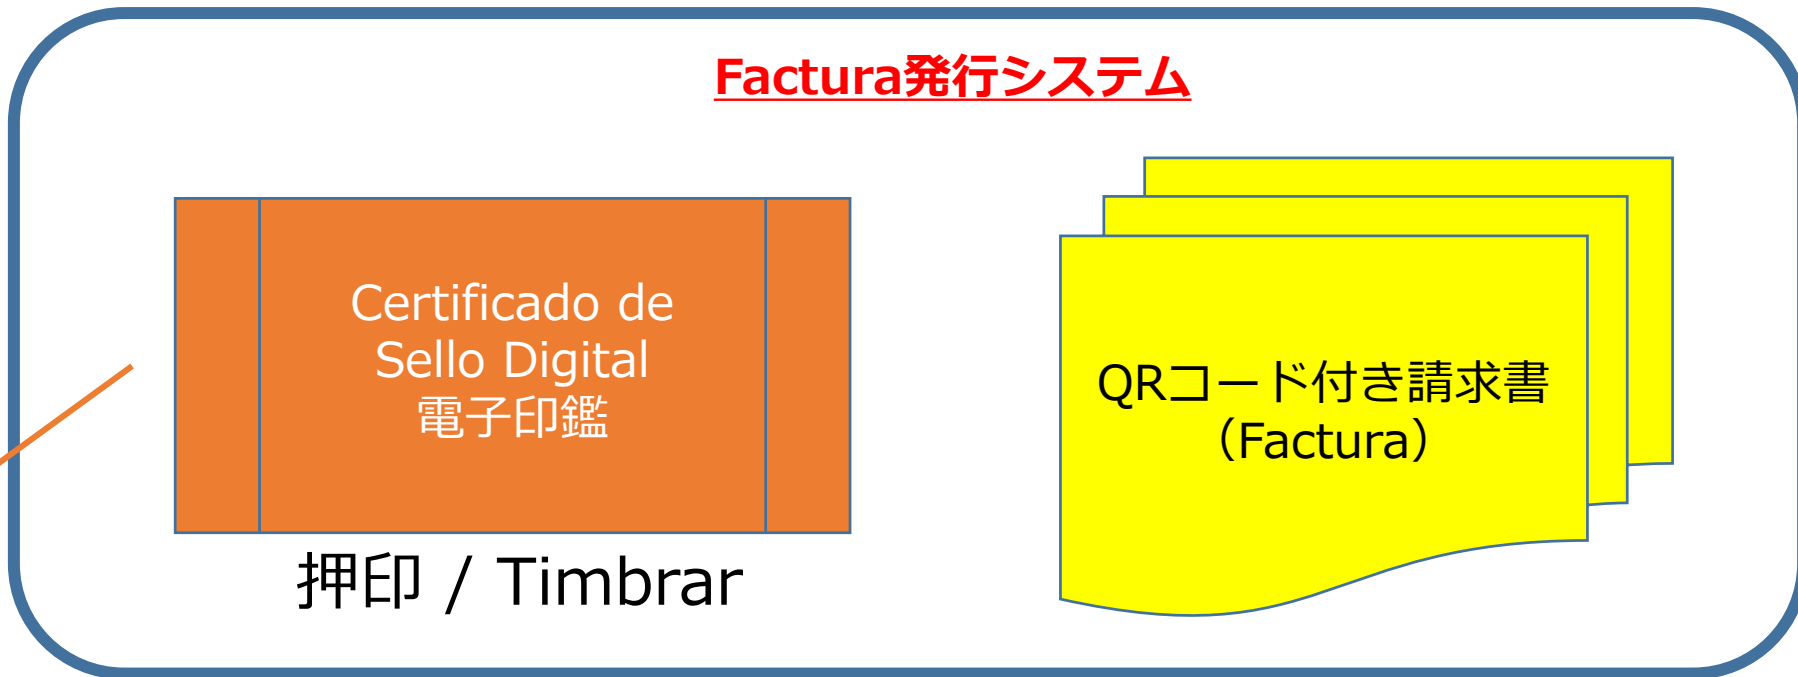 Factura発行システム
Certificado de
Sello Digital
電子印鑑
押印 / Timbrar
QRコード付き請求書
（Factura）